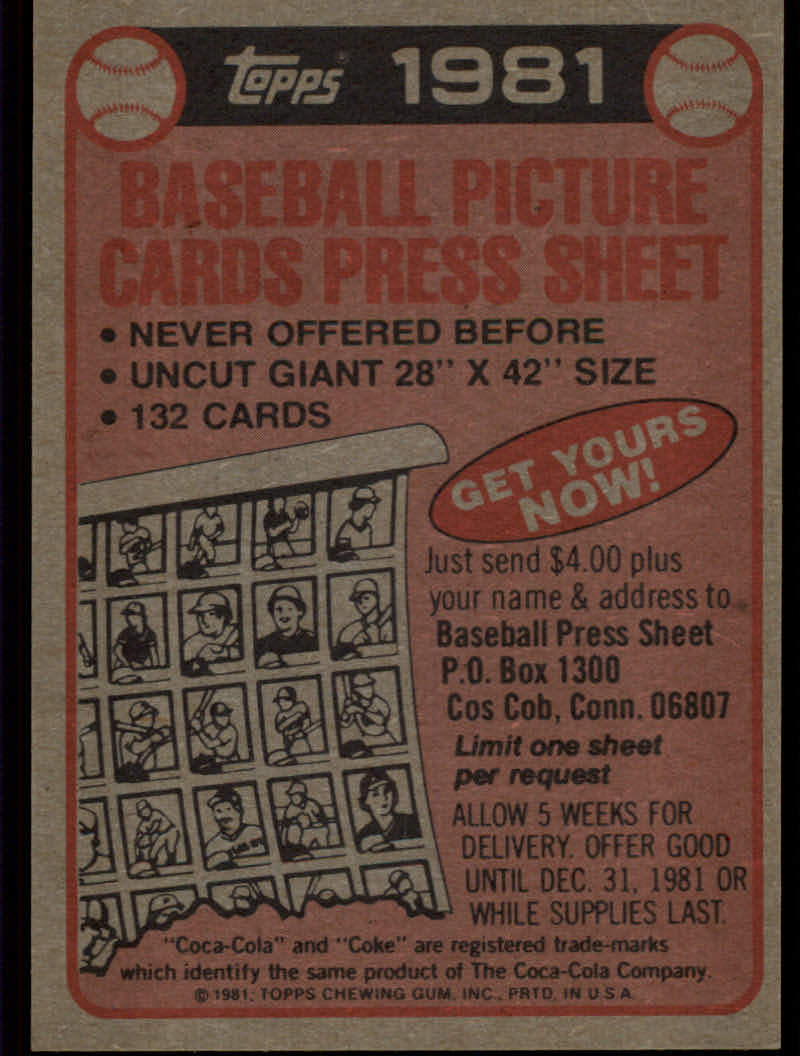 Topps 1981
BASEBALL PICTURE
CARDS PRESS SHEET
• NEVER OFFERED BEFORE
• UNCUT GIANT 28" X 42" SIZE
• 132 CARDS
GET YOURS
NOW!
Just send $4.00 plus
your name & address to
Baseball Press Sheet
P.O. Box 1300
Cos Cob, Conn. 06807
Limit one sheet
per request
ALLOW 5 WEEKS FOR
DELIVERY. OFFER GOOD
UNTIL DEC. 31, 1981 OR
WHILE SUPPLIES LAST.
"Coca-Cola" and "Coke" are registered trade-marks
which identify the same product of The Coca-Cola Company.
© 1981, TOPPS CHEWING GUM, INC., PRTD. IN U S A